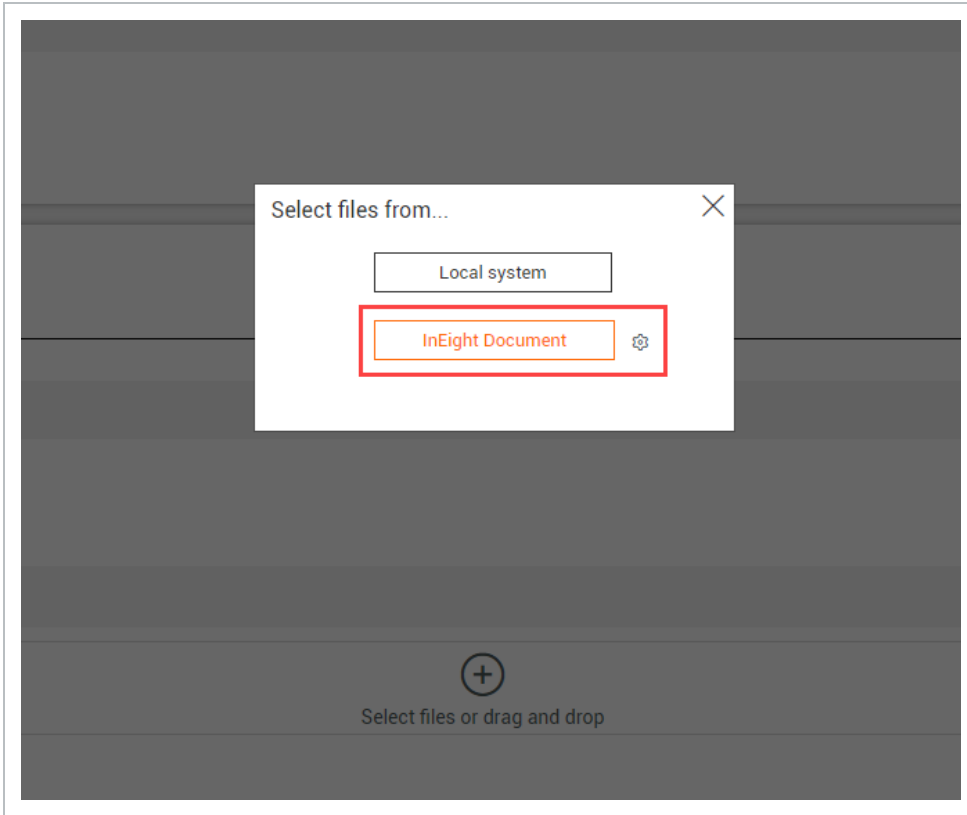 Select files from...
Local system
InEight Document
Select files or drag and drop